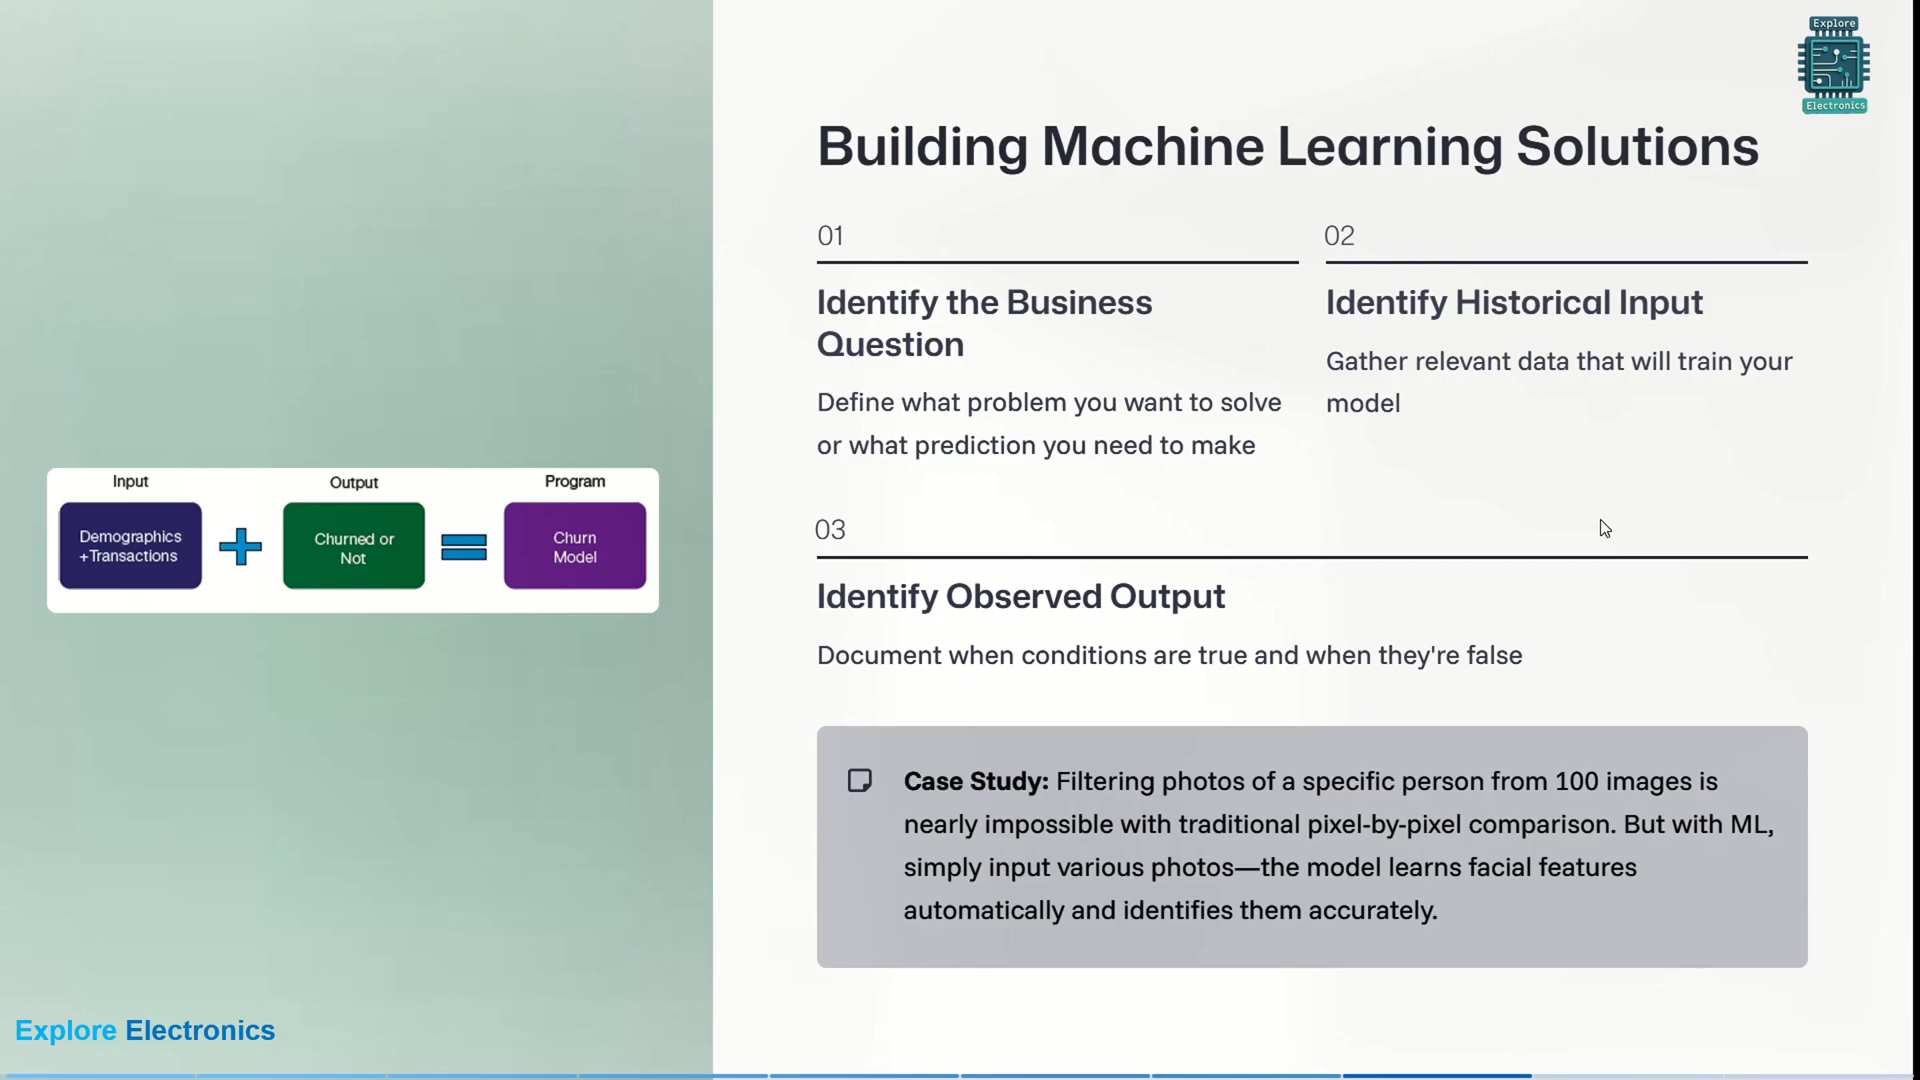 Explore
Electronics
Building Machine Learning Solutions
01
Identify the Business
Question
Define what problem you want to solve
or what prediction you need to make
02
Identify Historical Input
Gather relevant data that will train your
model
03
Identify Observed Output
Document when conditions are true and when they're false
Case Study: Filtering photos of a specific person from 100 images is
nearly impossible with traditional pixel-by-pixel comparison. But with ML,
simply input various photos—the model learns facial features
automatically and identifies them accurately.
Input
Demographics
+Transactions
Output
Churned or
Not
Program
Churn
Model
Explore Electronics